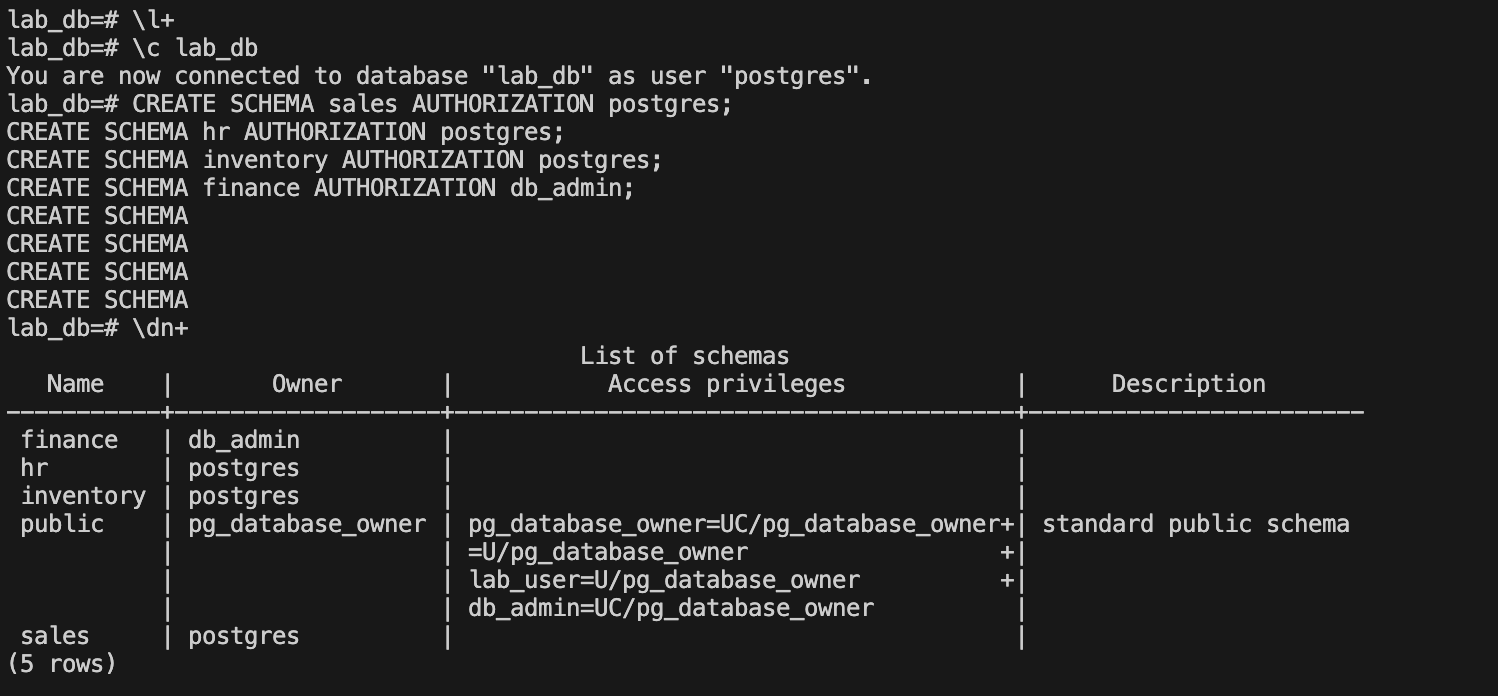 lab_db=# \l+
lab_db=# \c lab_db
You are now connected to database "lab_db" as user "postgres".
lab_db=# CREATE SCHEMA sales AUTHORIZATION postgres;
CREATE SCHEMA hr AUTHORIZATION postgres;
CREATE SCHEMA inventory AUTHORIZATION postgres;
CREATE SCHEMA finance AUTHORIZATION db_admin;
CREATE SCHEMA
CREATE SCHEMA
CREATE SCHEMA
CREATE SCHEMA
lab_db=# \dn+
                                         List of schemas
   Name    |       Owner       |           Access privileges            |      Description
-----------+-------------------+----------------------------------------+------------------------
 finance   | db_admin          |                                        |
 hr        | postgres          |                                        |
 inventory | postgres          |                                        |
 public    | pg_database_owner | pg_database_owner=UC/pg_database_owner+| standard public schema
           |                   | =U/pg_database_owner                  +|
           |                   | lab_user=U/pg_database_owner          +|
           |                   | db_admin=UC/pg_database_owner          |
 sales     | postgres          |                                        |
(5 rows)